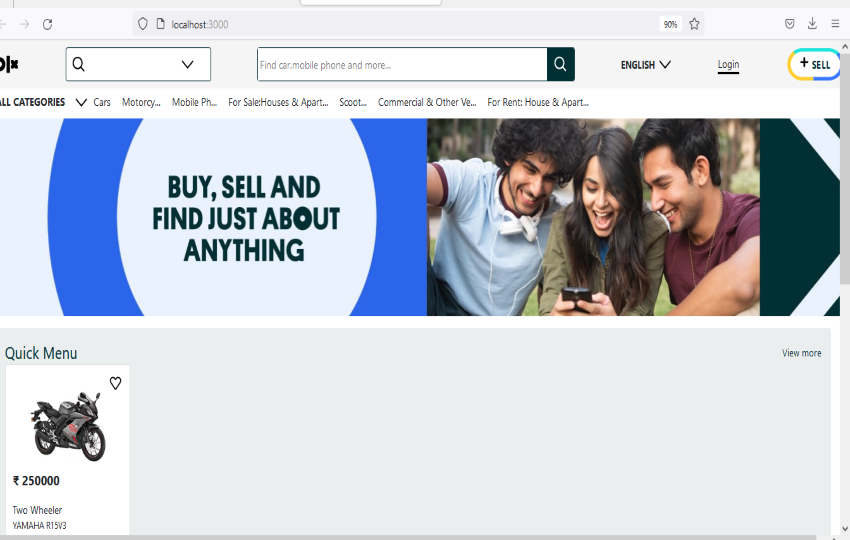 localhost:3000
90%
olx
Find car,mobile phone and more...
ENGLISH
Login
+ SELL
ALL CATEGORIES Cars Motorcy... Mobile Ph... For Sale:Houses & Apart... Scoot... Commercial & Other Ve... For Rent: House & Apart...
BUY, SELL AND
FIND JUST ABOUT
ANYTHING
Quick Menu
View more
₹ 250000
Two Wheeler
YAMAHA R15V3